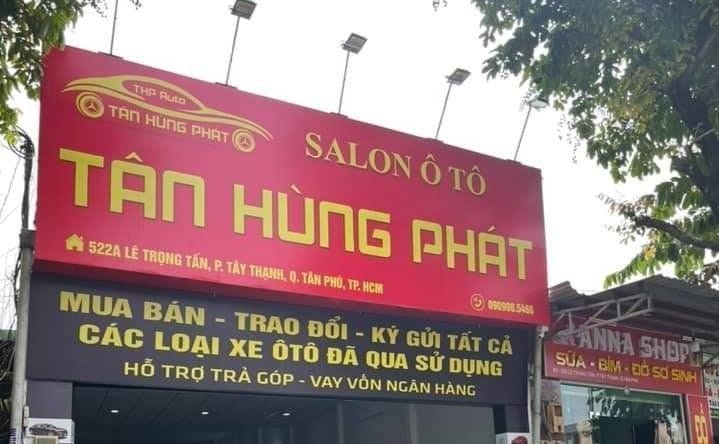 THP Auto
TÂN HÙNG PHÁT
SALON Ô TÔ
TÂN HÙNG PHÁT
522A LÊ TRỌNG TẤN, P. TÂY THẠNH, Q. TÂN PHÚ, TP. HCM
090990.5466
MUA BÁN - TRAO ĐỔI - KÝ GỬI TẤT CẢ
CÁC LOẠI XE ÔTÔ ĐÃ QUA SỬ DỤNG
HỖ TRỢ TRẢ GÓP - VAY VỐN NGÂN HÀNG
ANNA SHOP
SỮA - BỈM - ĐỒ SƠ SINH